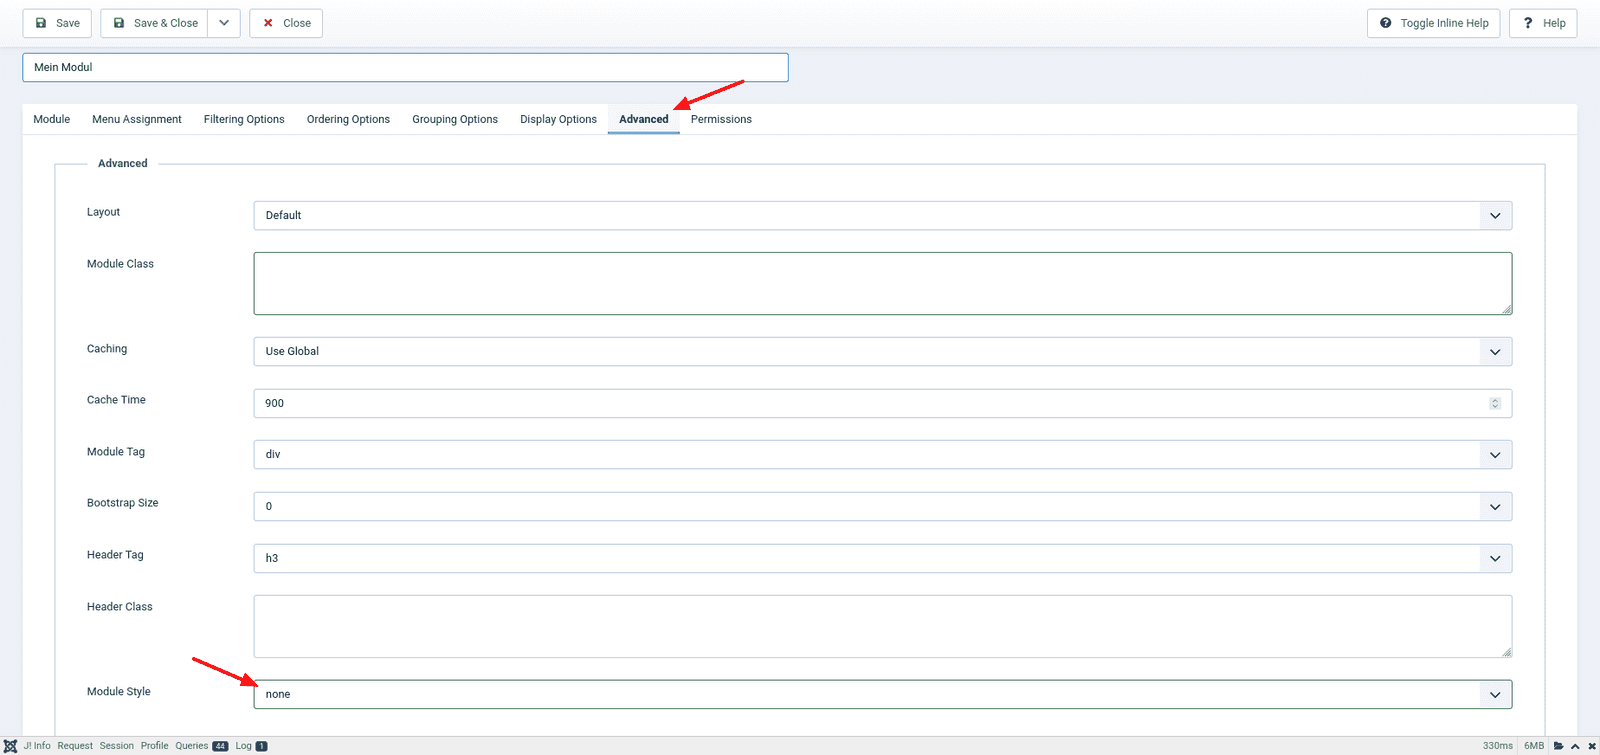 Save
Save & Close
Close
Toggle Inline Help
? Help
Mein Modul
Module
Menu Assignment
Filtering Options
Ordering Options
Grouping Options
Display Options
Advanced
Permissions
Advanced
Layout
Default
Module Class
Caching
Use Global
Cache Time
900
Module Tag
div
Bootstrap Size
0
Header Tag
h3
Header Class
Module Style
none
J! Info
Request
Session
Profile
Queries 44
Log 1
330ms
6MB